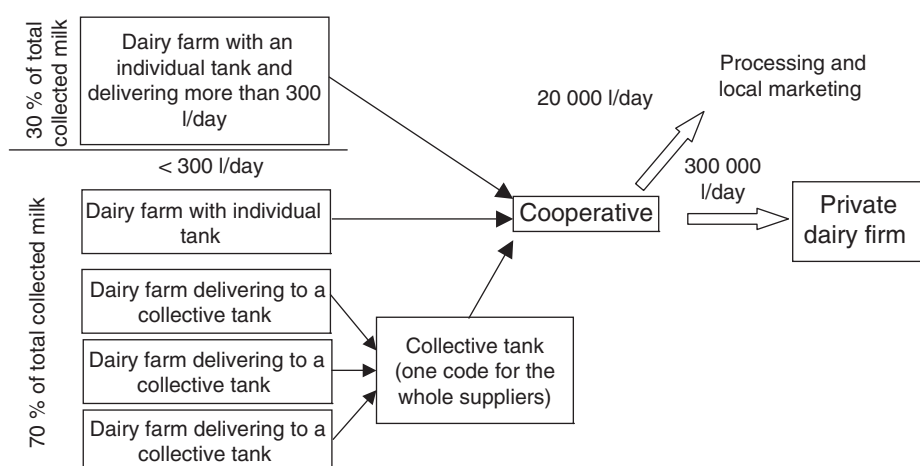 30 % of total
collected milk
Dairy farm with an
individual tank and
delivering more than 300
l/day
< 300 l/day
70 % of total collected milk
Dairy farm with individual
tank
Dairy farm delivering to a
collective tank
Dairy farm delivering to a
collective tank
Dairy farm delivering to a
collective tank
Collective tank
(one code for the
whole suppliers)
Cooperative
20 000 l/day
Processing and
local marketing
300 000
l/day
Private
dairy firm